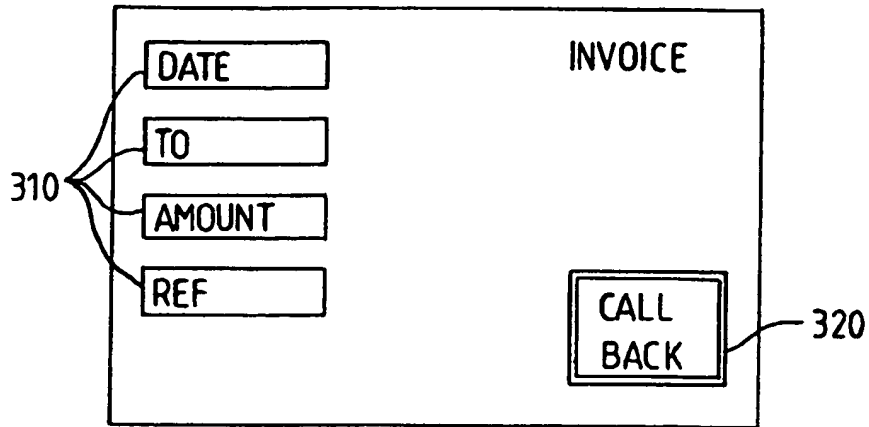 DATE
INVOICE
TO
310
AMOUNT
REF
CALL
BACK
320